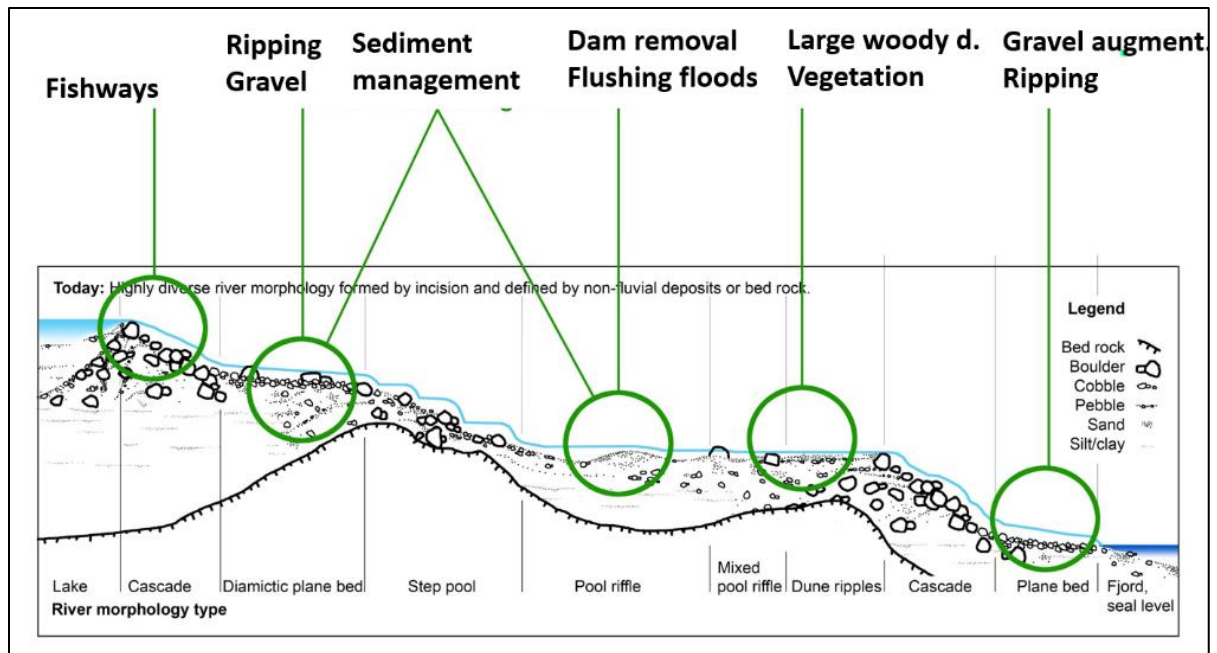 Fishways
Ripping
Gravel
Sediment
management
Dam removal
Flushing floods
Large woody d.
Vegetation
Gravel augment.
Ripping
Today: Highly diverse river morphology formed by incision and defined by non-fluvial deposits or bed rock.
Legend
Bed rock
Boulder
Cobble
Pebble
Sand
Silt/clay
Lake
Cascade
Diamictic plane bed
Step pool
Pool riffle
Mixed
pool riffle
Dune ripples
Cascade
Plane bed
Fjord,
seal level
River morphology type